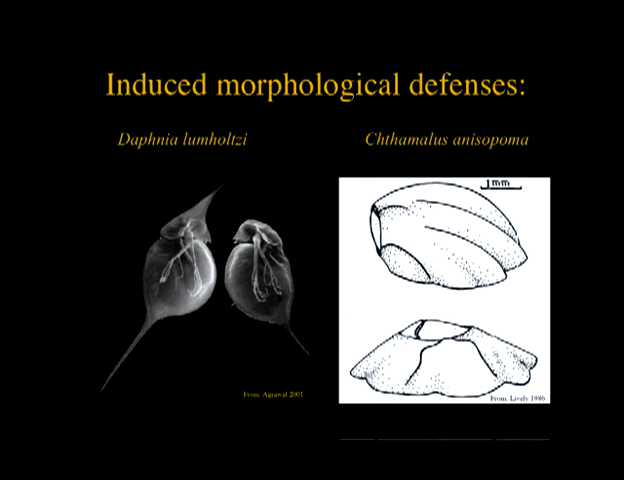 Induced morphological defenses:
Daphnia lumholtzi
Chthamalus anisopoma
1mm
From: Agrawal 2001
From: Lively 1986